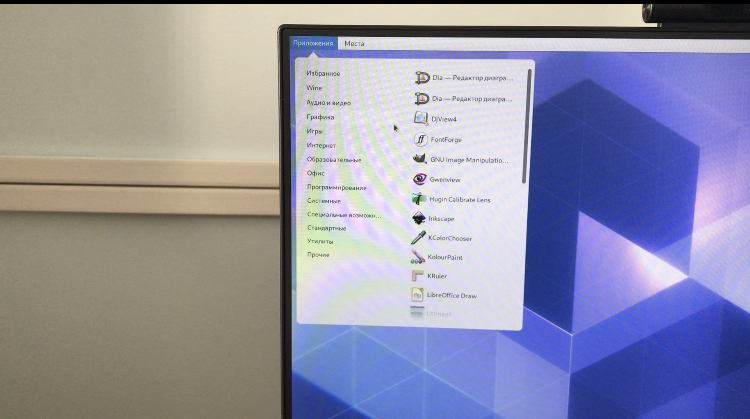 Приложения
Места
Избранное
Wine
Аудио и видео
Графика
Игры
Интернет
Образовательные
Офис
Программирование
Системные
Специальные возможн...
Стандартные
Утилиты
Прочие
Dia — Редактор диагра...
Dia — Редактор диагра...
DjView4
FontForge
GNU Image Manipulatio...
Gwenview
Hugin Calibrate Lens
Inkscape
KColorChooser
KolourPaint
KRuler
LibreOffice Draw